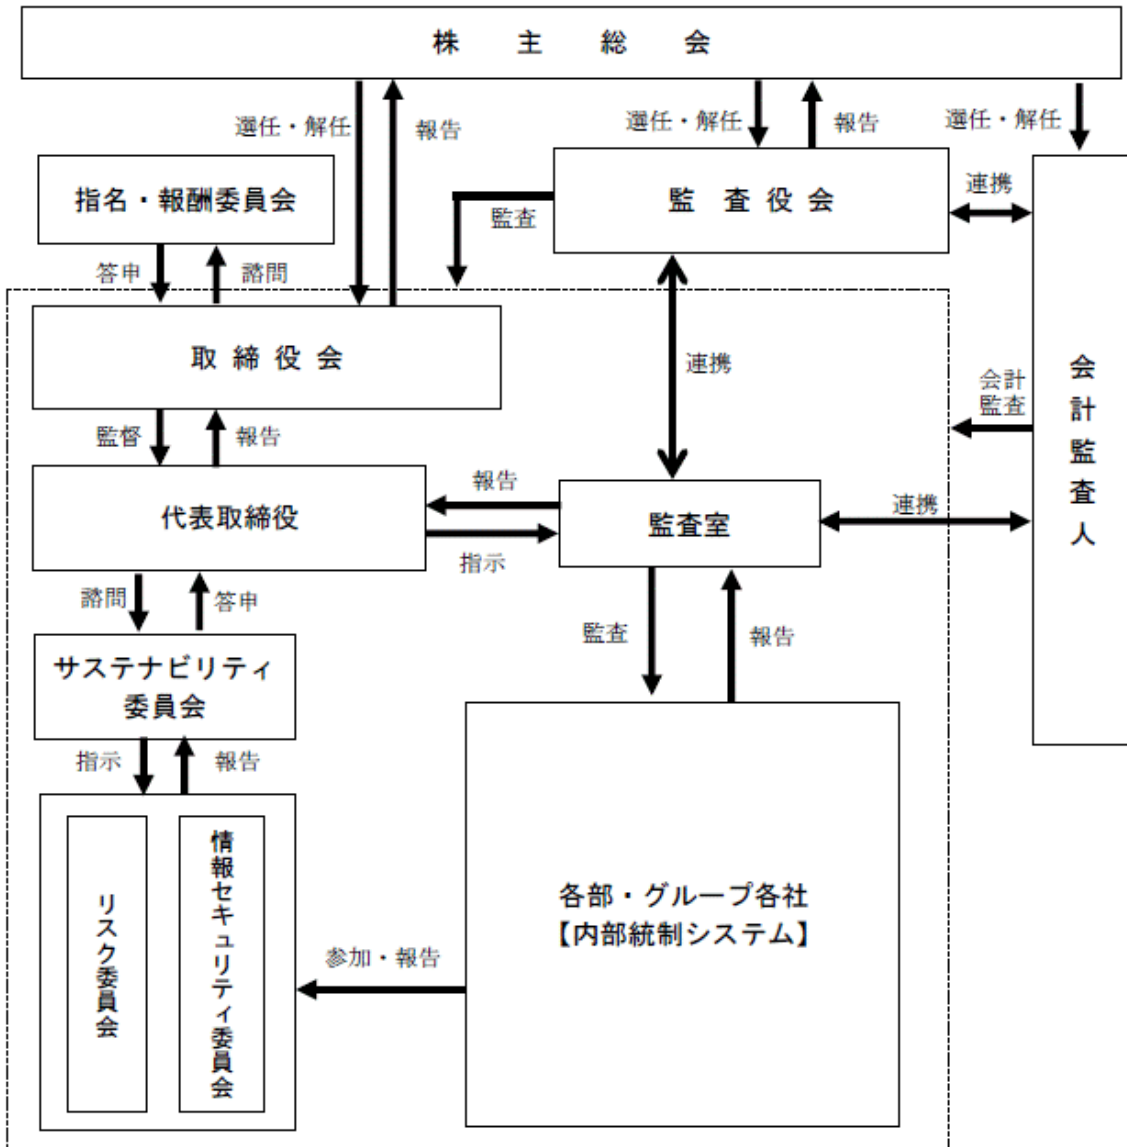 株主総会
選任・解任
報告
選任・解任
報告
選任・解任
指名・報酬委員会
監査役会
連携
監査
答申
諮問
取締役会
連携
会計
監査
会計監査人
監督
報告
代表取締役
報告
指示
監査室
連携
諮問
答申
監査
報告
サステナビリティ
委員会
指示
報告
リスク委員会
情報セキュリティ委員会
各部・グループ各社
【内部統制システム】
参加・報告